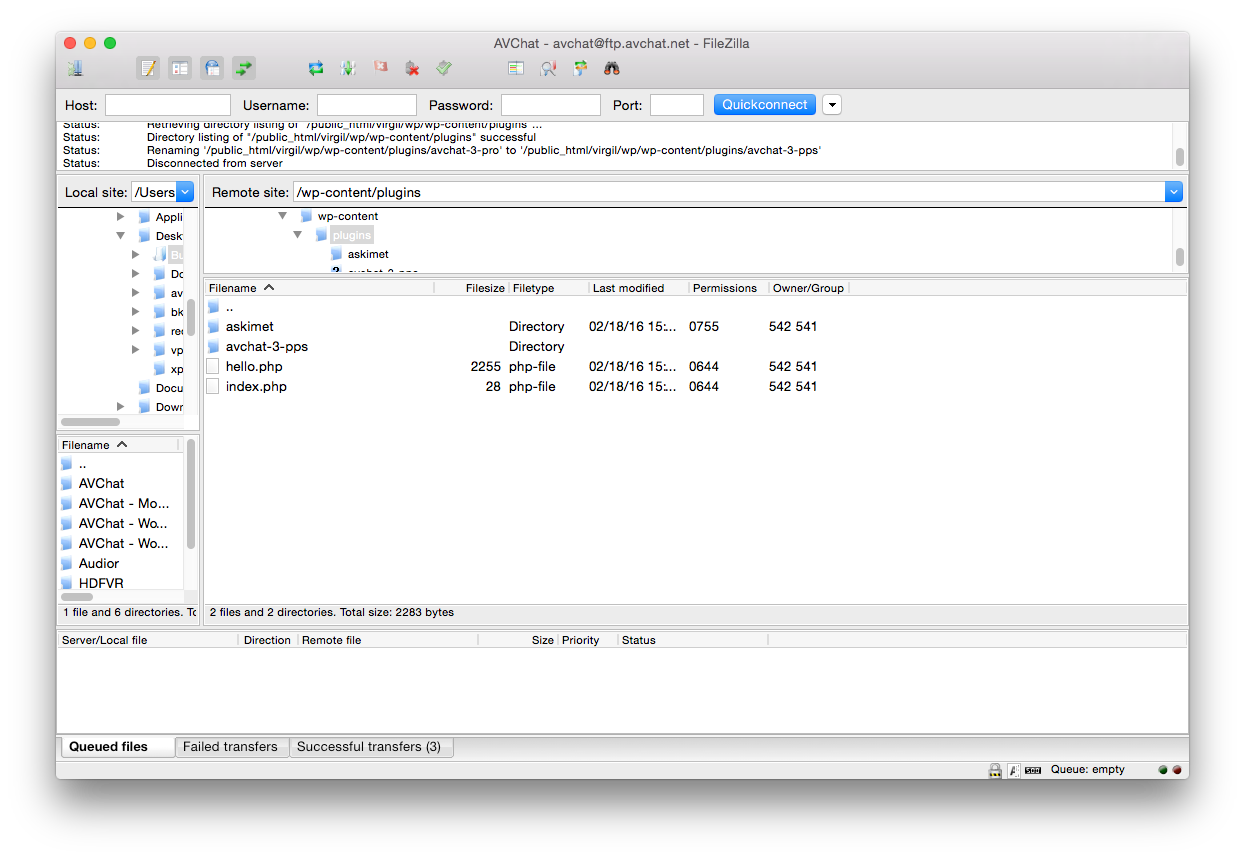 AVChat - avchat@ftp.avchat.net - FileZilla
Host: Username: Password: Port: Quickconnect
Status: Retrieving directory listing of "/public_html/virgil/wp/wp-content/plugins"...
Status: Directory listing of "/public_html/virgil/wp/wp-content/plugins" successful
Status: Renaming '/public_html/virgil/wp/wp-content/plugins/avchat-3-pro' to '/public_html/virgil/wp/wp-content/plugins/avchat-3-pps'
Status: Disconnected from server
Local site: /Users
Appli
Desk
Bu
Do
av
bk
rec
vp
xp
Docu
Down
Filename
..
AVChat
AVChat - Mo...
AVChat - Wo...
AVChat - Wo...
Audior
HDFVR
1 file and 6 directories. To
Remote site: /wp-content/plugins
wp-content
plugins
askimet
avchat-3-pps
Filename Filesize Filetype Last modified Permissions Owner/Group
..
askimet Directory 02/18/16 15:... 0755 542 541
avchat-3-pps Directory
hello.php 2255 php-file 02/18/16 15:... 0644 542 541
index.php 28 php-file 02/18/16 15:... 0644 542 541
2 files and 2 directories. Total size: 2283 bytes
Server/Local file Direction Remote file Size Priority Status
Queued files Failed transfers Successful transfers (3)
Queue: empty